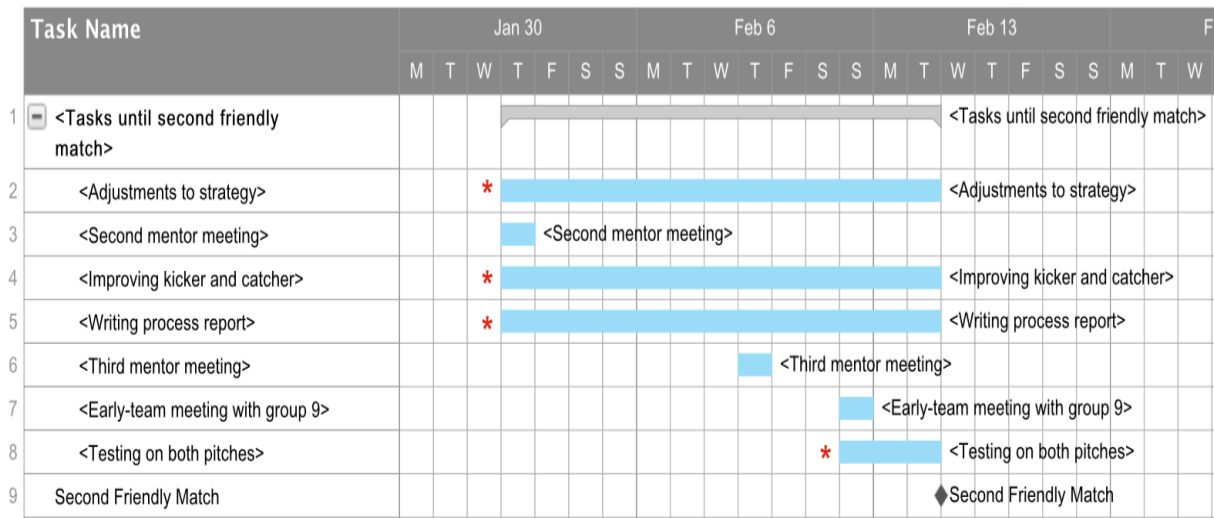 Task Name
Jan 30 Feb 6 Feb 13 F
M T W T F S S M T W T F S S M T W T F S S M T W
1 <Tasks until second friendly <Tasks until second friendly match>
match>
2 <Adjustments to strategy> * <Adjustments to strategy>
3 <Second mentor meeting> <Second mentor meeting>
4 <Improving kicker and catcher> * <Improving kicker and catcher>
5 <Writing process report> * <Writing process report>
6 <Third mentor meeting> <Third mentor meeting>
7 <Early-team meeting with group 9> <Early-team meeting with group 9>
8 <Testing on both pitches> * <Testing on both pitches>
9 Second Friendly Match Second Friendly Match